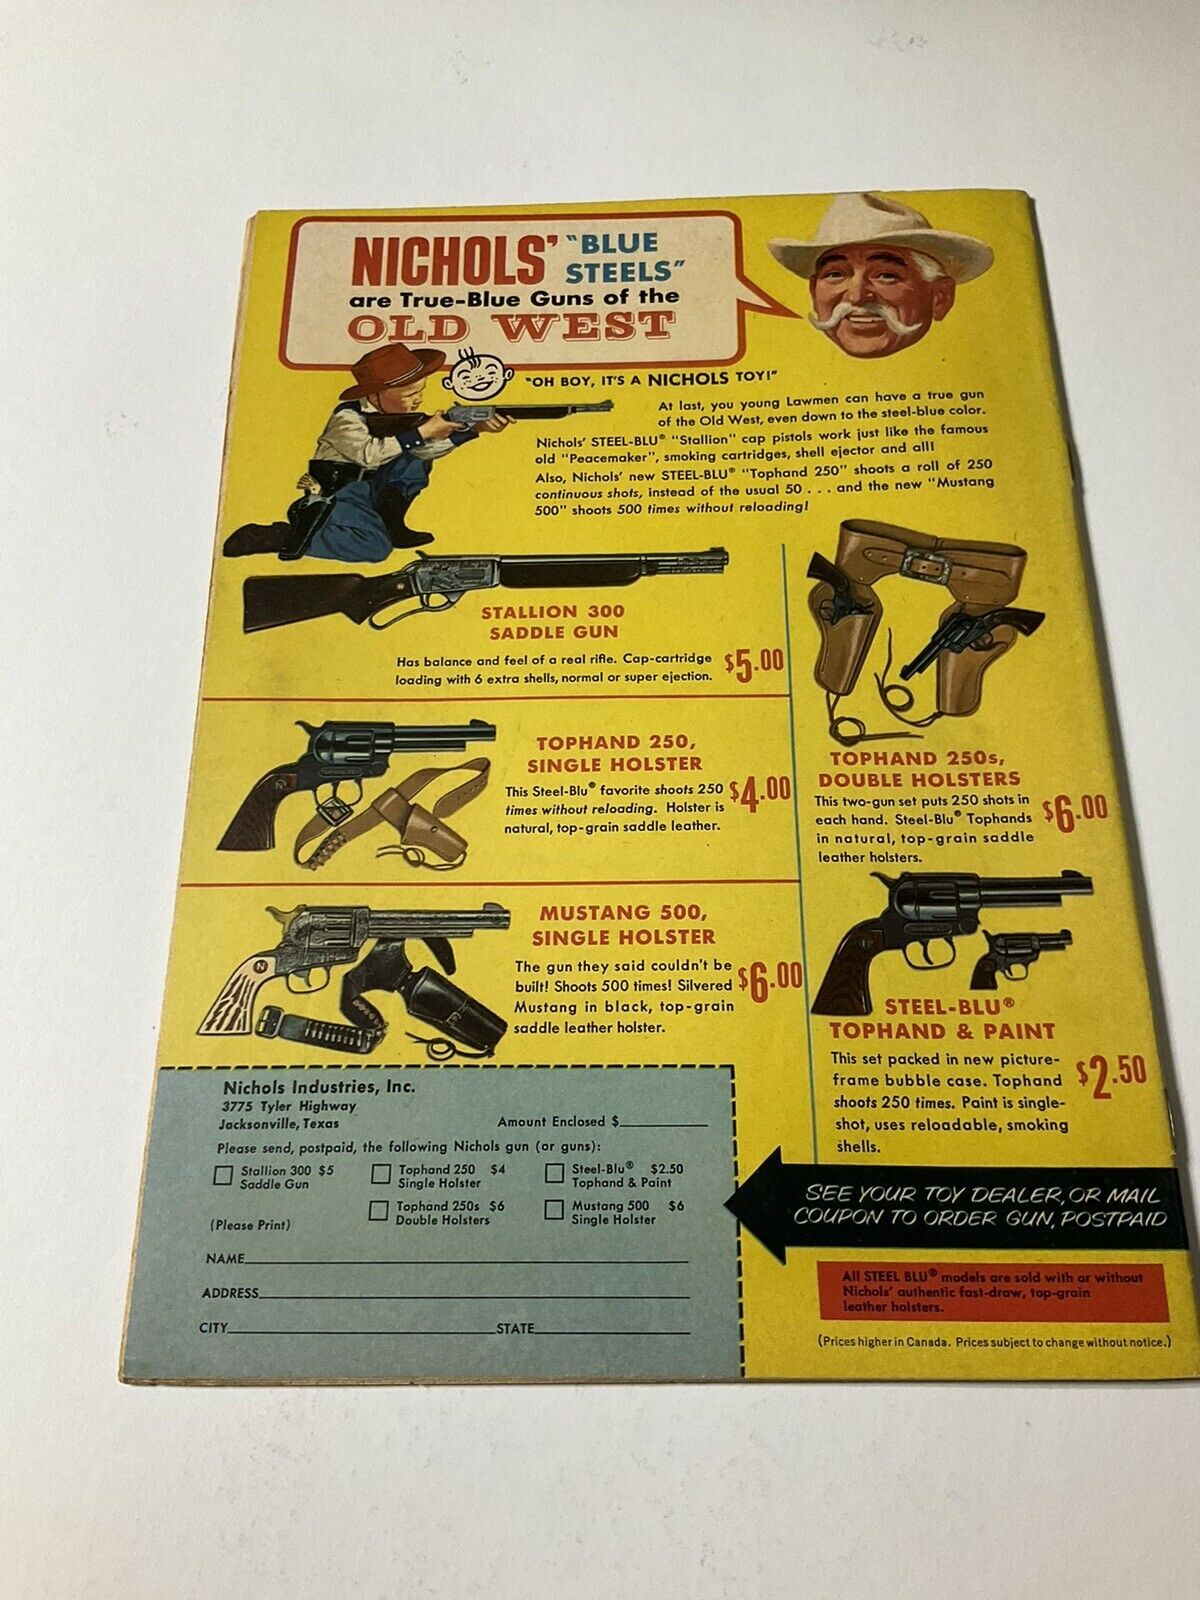 NICHOLS' "BLUE
STEELS"
are True-Blue Guns of the
OLD WEST
"OH BOY, IT'S A NICHOLS TOY!"
At last, you young Lawmen can have a true gun
of the Old West, even down to the steel-blue color.
Nichols' STEEL-BLU® "Stallion" cap pistols work just like the famous
old "Peacemaker", smoking cartridges, shell ejector and all!
Also, Nichols' new STEEL-BLU® "Tophand 250" shoots a roll of 250
continuous shots, instead of the usual 50 . . . and the new "Mustang
500" shoots 500 times without reloading!
STALLION 300
SADDLE GUN
Has balance and feel of a real rifle. Cap-cartridge
loading with 6 extra shells, normal or super ejection.
$5.00
TOPHAND 250,
SINGLE HOLSTER
This Steel-Blu® favorite shoots 250
times without reloading. Holster is
natural, top-grain saddle leather.
$4.00
MUSTANG 500,
SINGLE HOLSTER
The gun they said couldn't be
built! Shoots 500 times! Silvered
Mustang in black, top-grain
saddle leather holster.
$6.00
TOPHAND 250s,
DOUBLE HOLSTERS
This two-gun set puts 250 shots in
each hand. Steel-Blu® Tophands
in natural, top-grain saddle
leather holsters.
$6.00
STEEL-BLU®
TOPHAND & PAINT
This set packed in new picture-
frame bubble case. Tophand
shoots 250 times. Paint is single-
shot, uses reloadable, smoking
shells.
$2.50
Nichols Industries, Inc.
3775 Tyler Highway
Jacksonville, Texas
Amount Enclosed $
Please send, postpaid, the following Nichols gun (or guns):
Stallion 300 $5
Saddle Gun
Tophand 250 $4
Single Holster
Steel-Blu® $2.50
Tophand & Paint
Tophand 250s $6
Double Holsters
Mustang 500 $6
Single Holster
(Please Print)
NAME
ADDRESS
CITY STATE
SEE YOUR TOY DEALER, OR MAIL
COUPON TO ORDER GUN, POSTPAID
All STEEL BLU® models are sold with or without
Nichols' authentic fast-draw, top-grain
leather holsters.
(Prices higher in Canada. Prices subject to change without notice.)